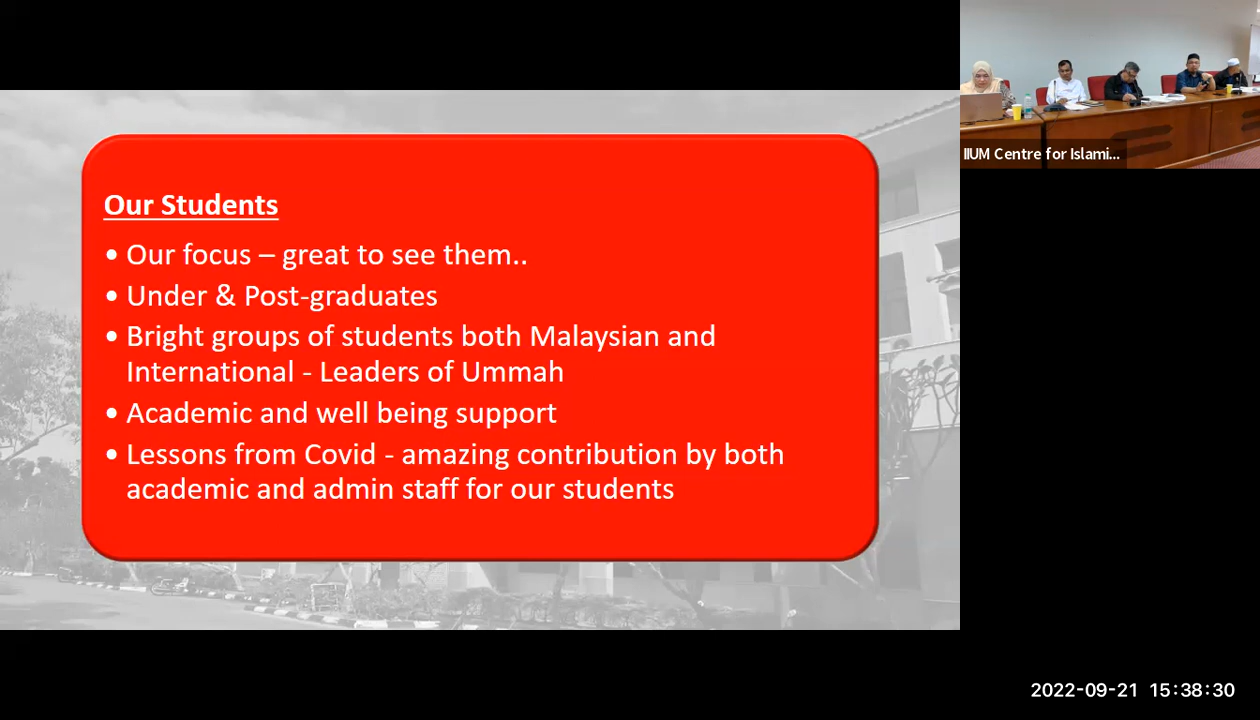 Our Students
• Our focus – great to see them..
• Under & Post-graduates
• Bright groups of students both Malaysian and
International - Leaders of Ummah
• Academic and well being support
• Lessons from Covid - amazing contribution by both
academic and admin staff for our students
IIUM Centre for Islami...
2022-09-21 15:38:30